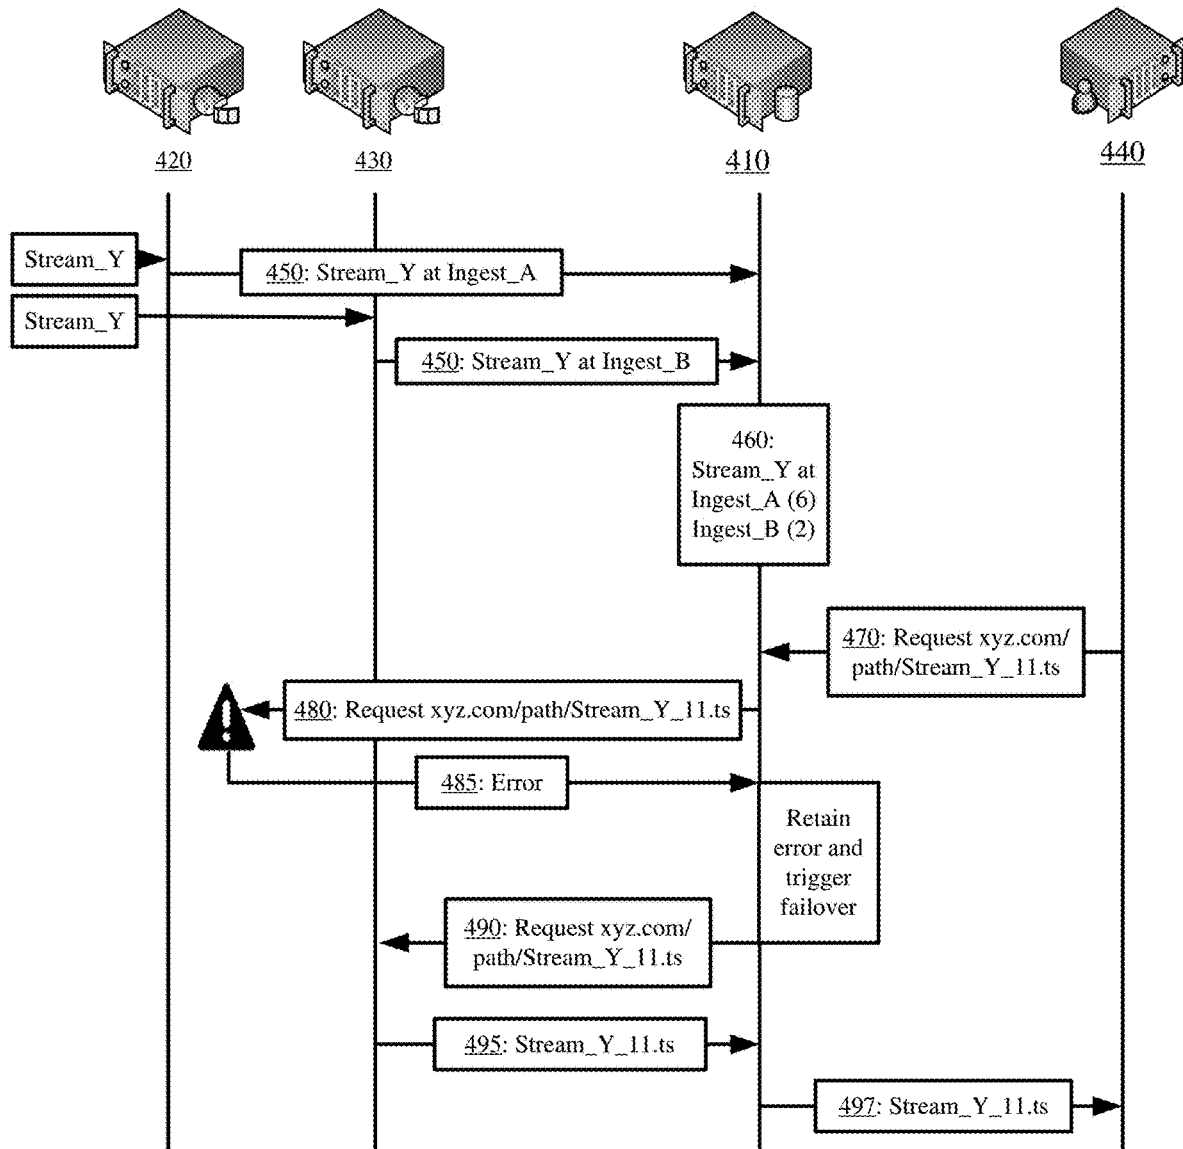 420
430
410
440
Stream_Y
450: Stream_Y at Ingest_A
Stream_Y
450: Stream_Y at Ingest_B
460:
Stream_Y at
Ingest_A (6)
Ingest_B (2)
470: Request xyz.com/
path/Stream_Y_11.ts
480: Request xyz.com/path/Stream_Y_11.ts
485: Error
Retain
error and
trigger
failover
490: Request xyz.com/
path/Stream_Y_11.ts
495: Stream_Y_11.ts
497: Stream_Y_11.ts